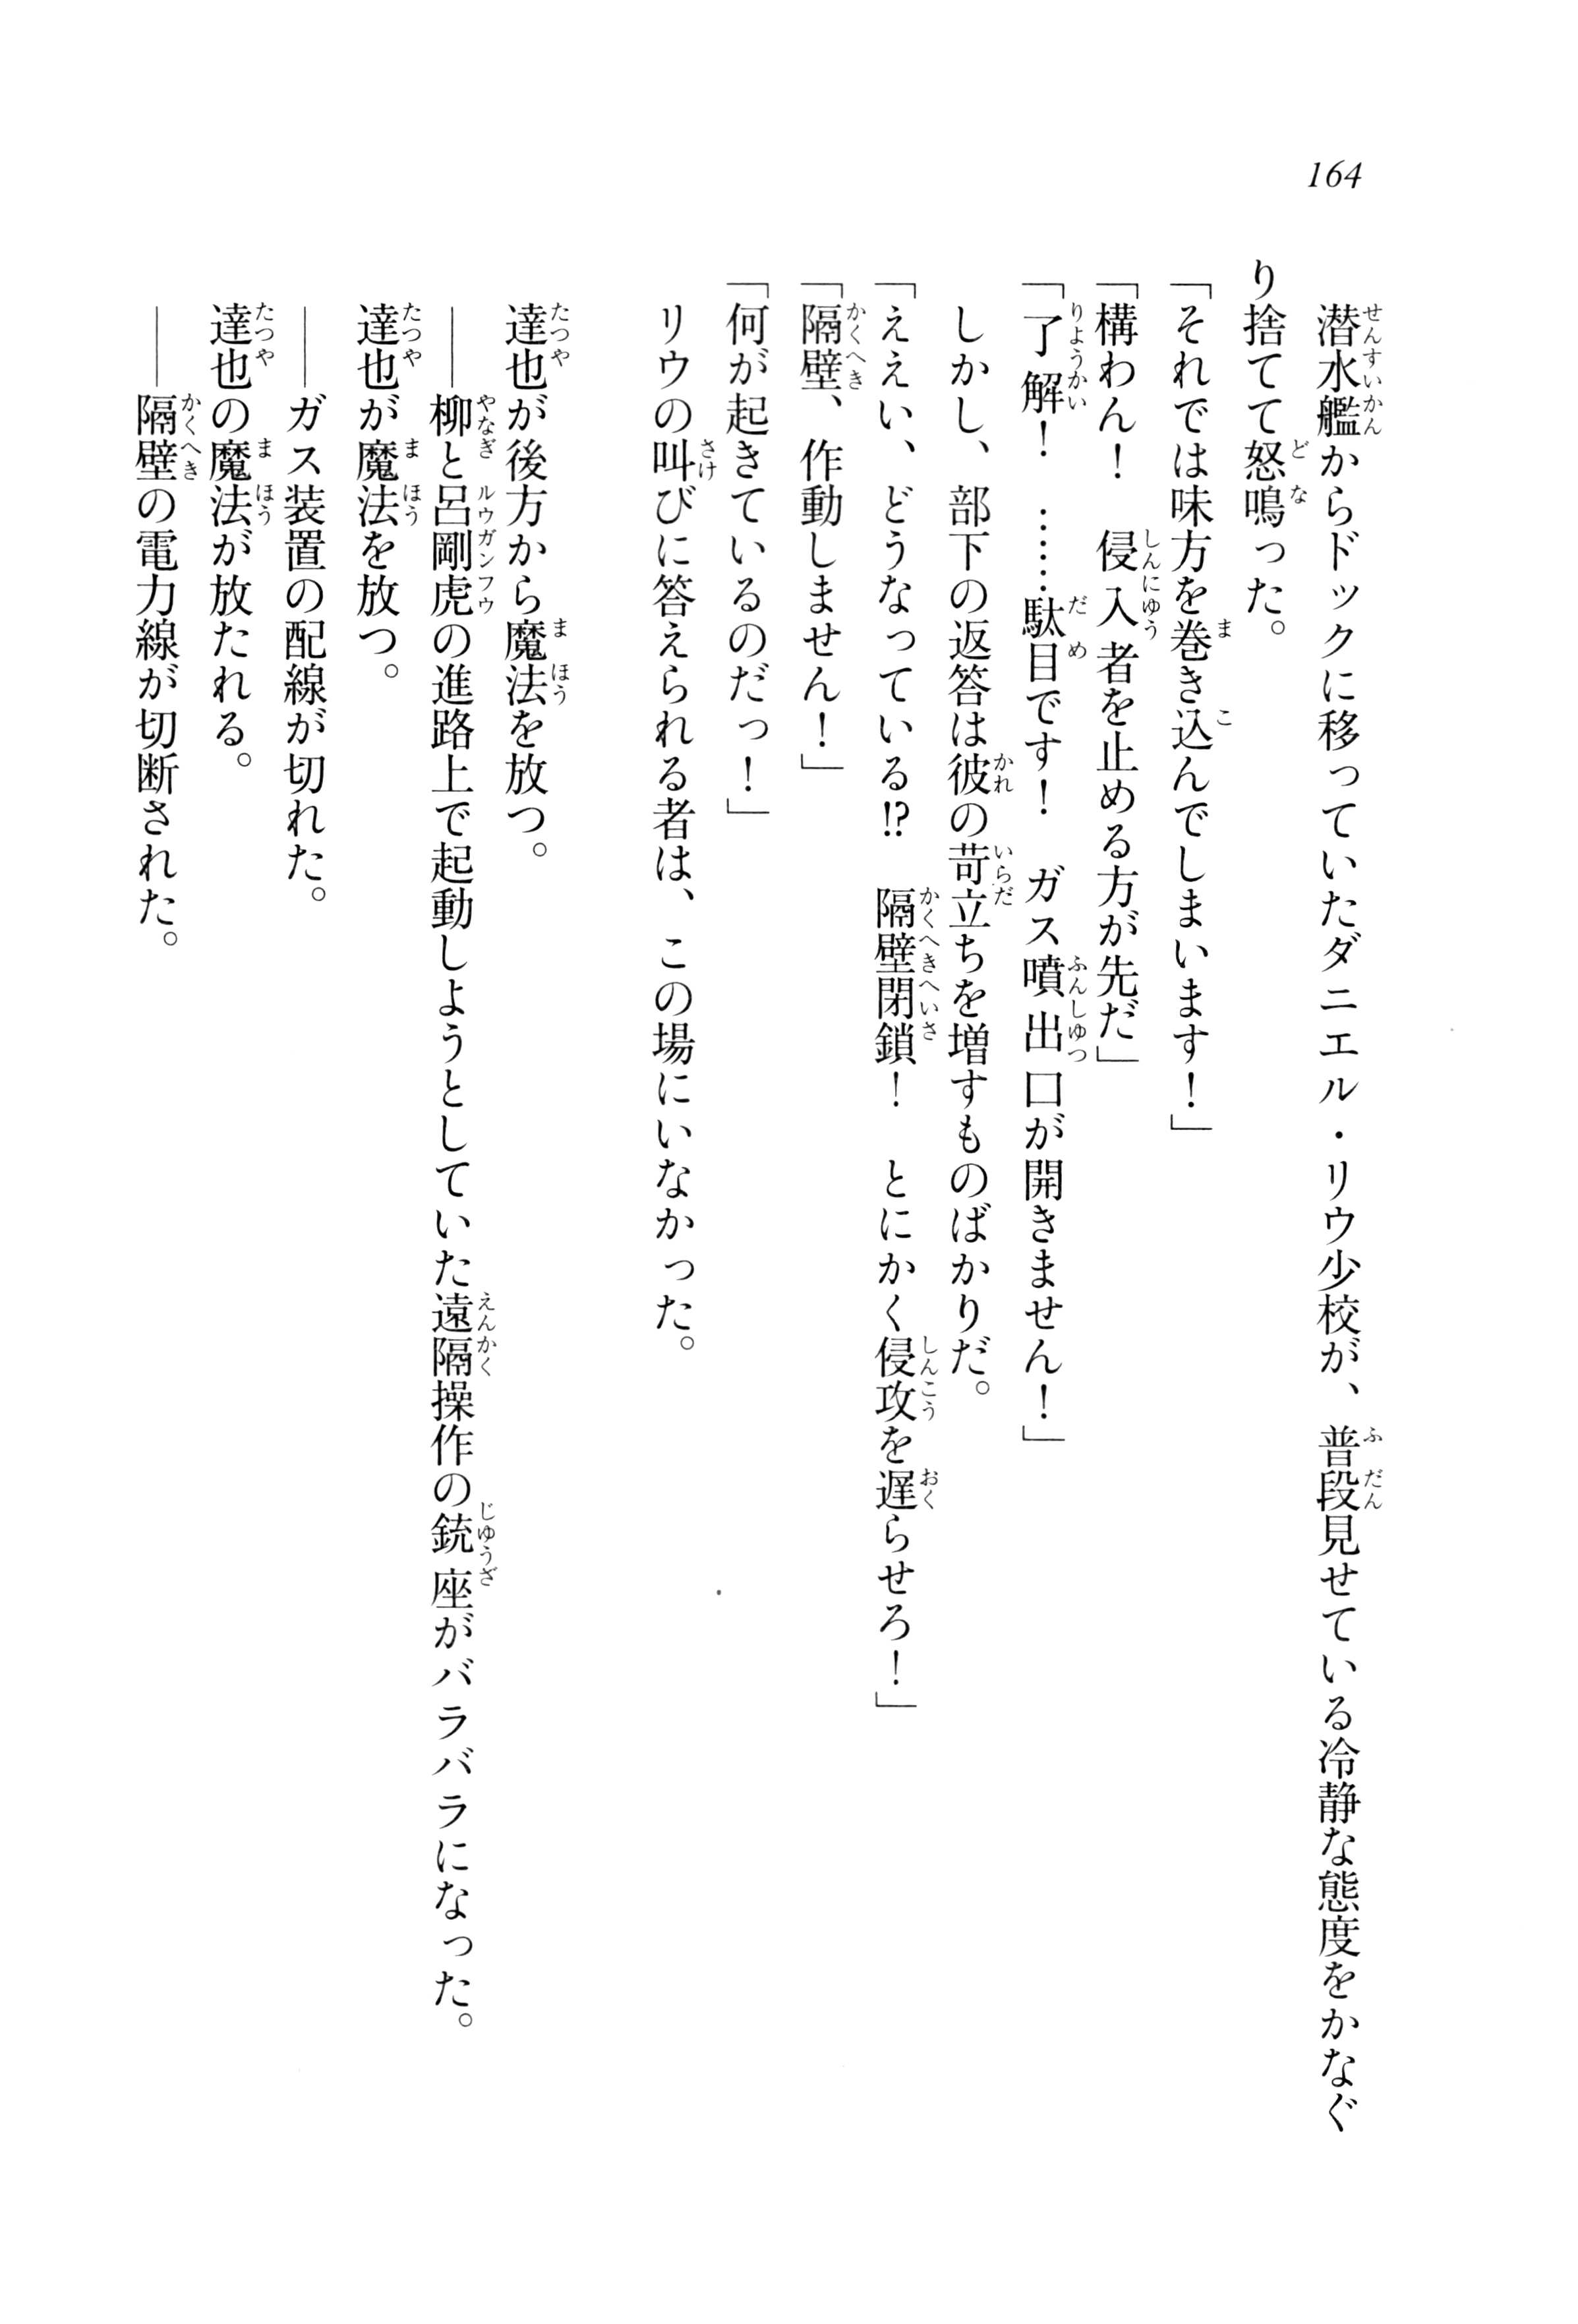 164
潜水艦からドックに移っていたダニエル・リウ少校が、普段見せている冷静な態度をかなぐ
り捨てて怒鳴った。
「それでは味方を巻き込んでしまいます！」
「構わん！　侵入者を止める方が先だ」
「了解！　……駄目です！　ガス噴出口が開きません！」
しかし、部下の返答は彼の苛立ちを増すものばかりだ。
「ええい、どうなっている⁉　隔壁閉鎖！　とにかく侵攻を遅らせろ！」
「隔壁、作動しません！」
「何が起きているのだっ！」
リウの叫びに答えられる者は、この場にいなかった。
達也が後方から魔法を放つ。
――柳と呂剛虎の進路上で起動しようとしていた遠隔操作の銃座がバラバラになった。
達也が魔法を放つ。
――ガス装置の配線が切れた。
達也の魔法が放たれる。
――隔壁の電力線が切断された。